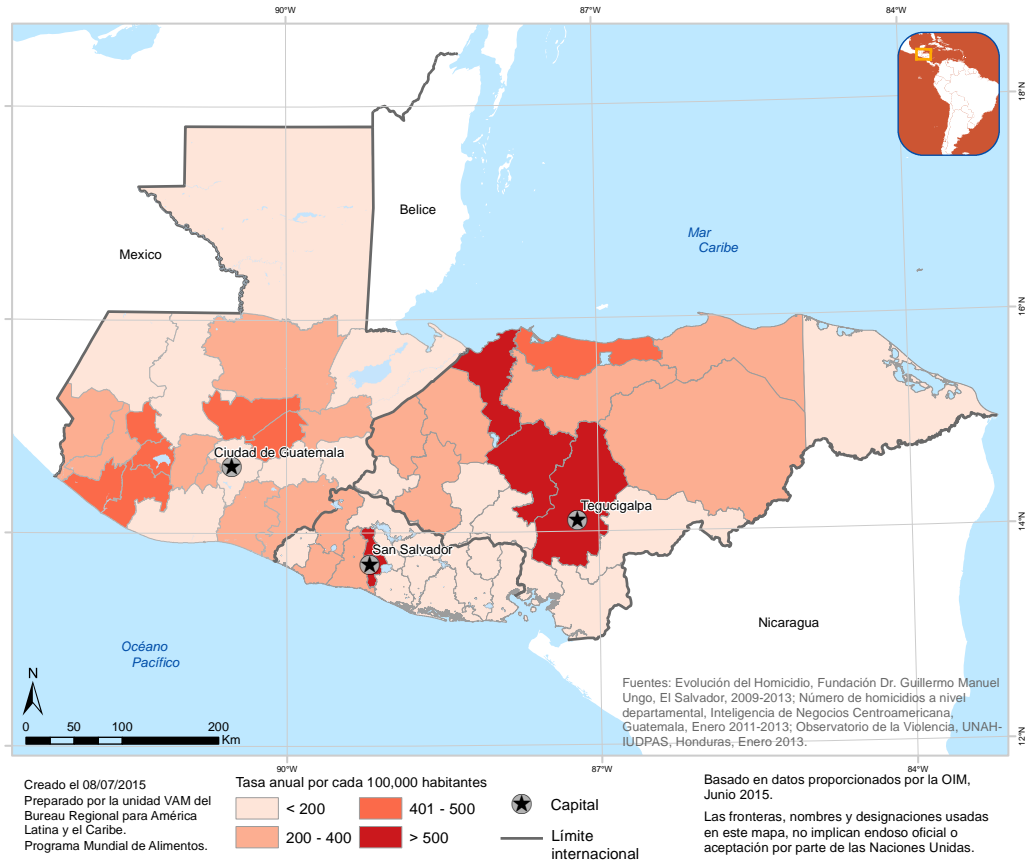 90°W
87°W
84°W
18°N
Belice
Mexico
Mar
Caribe
16°N
Ciudad de Guatemala
Tegucigalpa
14°N
San Salvador
Nicaragua
Océano
Pacífico
N
0 50 100 200
Km
Fuentes: Evolución del Homicidio, Fundación Dr. Guillermo Manuel
Ungo, El Salvador, 2009-2013; Número de homicidios a nivel
departamental, Inteligencia de Negocios Centroamericana,
Guatemala, Enero 2011-2013; Observatorio de la Violencia, UNAH-
IUDPAS, Honduras, Enero 2013.
12°N
90°W
87°W
84°W
Creado el 08/07/2015
Preparado por la unidad VAM del
Bureau Regional para América
Latina y el Caribe.
Programa Mundial de Alimentos.
Tasa anual por cada 100,000 habitantes
< 200
401 - 500
200 - 400
> 500
Capital
Límite
internacional
Basado en datos proporcionados por la OIM,
Junio 2015.
Las fronteras, nombres y designaciones usadas
en este mapa, no implican endoso oficial o
aceptación por parte de las Naciones Unidas.